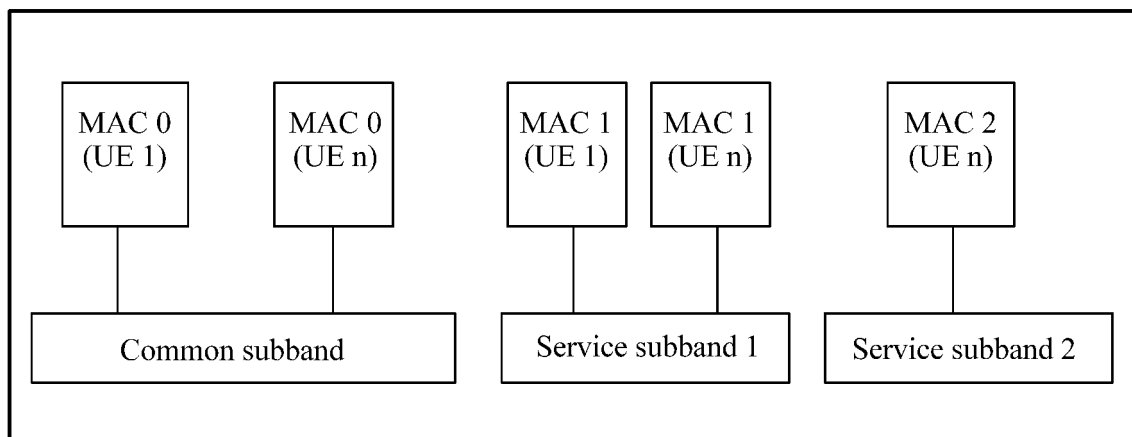 MAC 0
(UE 1)
MAC 0
(UE n)
MAC 1
(UE 1)
MAC 1
(UE n)
MAC 2
(UE n)
Common subband
Service subband 1
Service subband 2